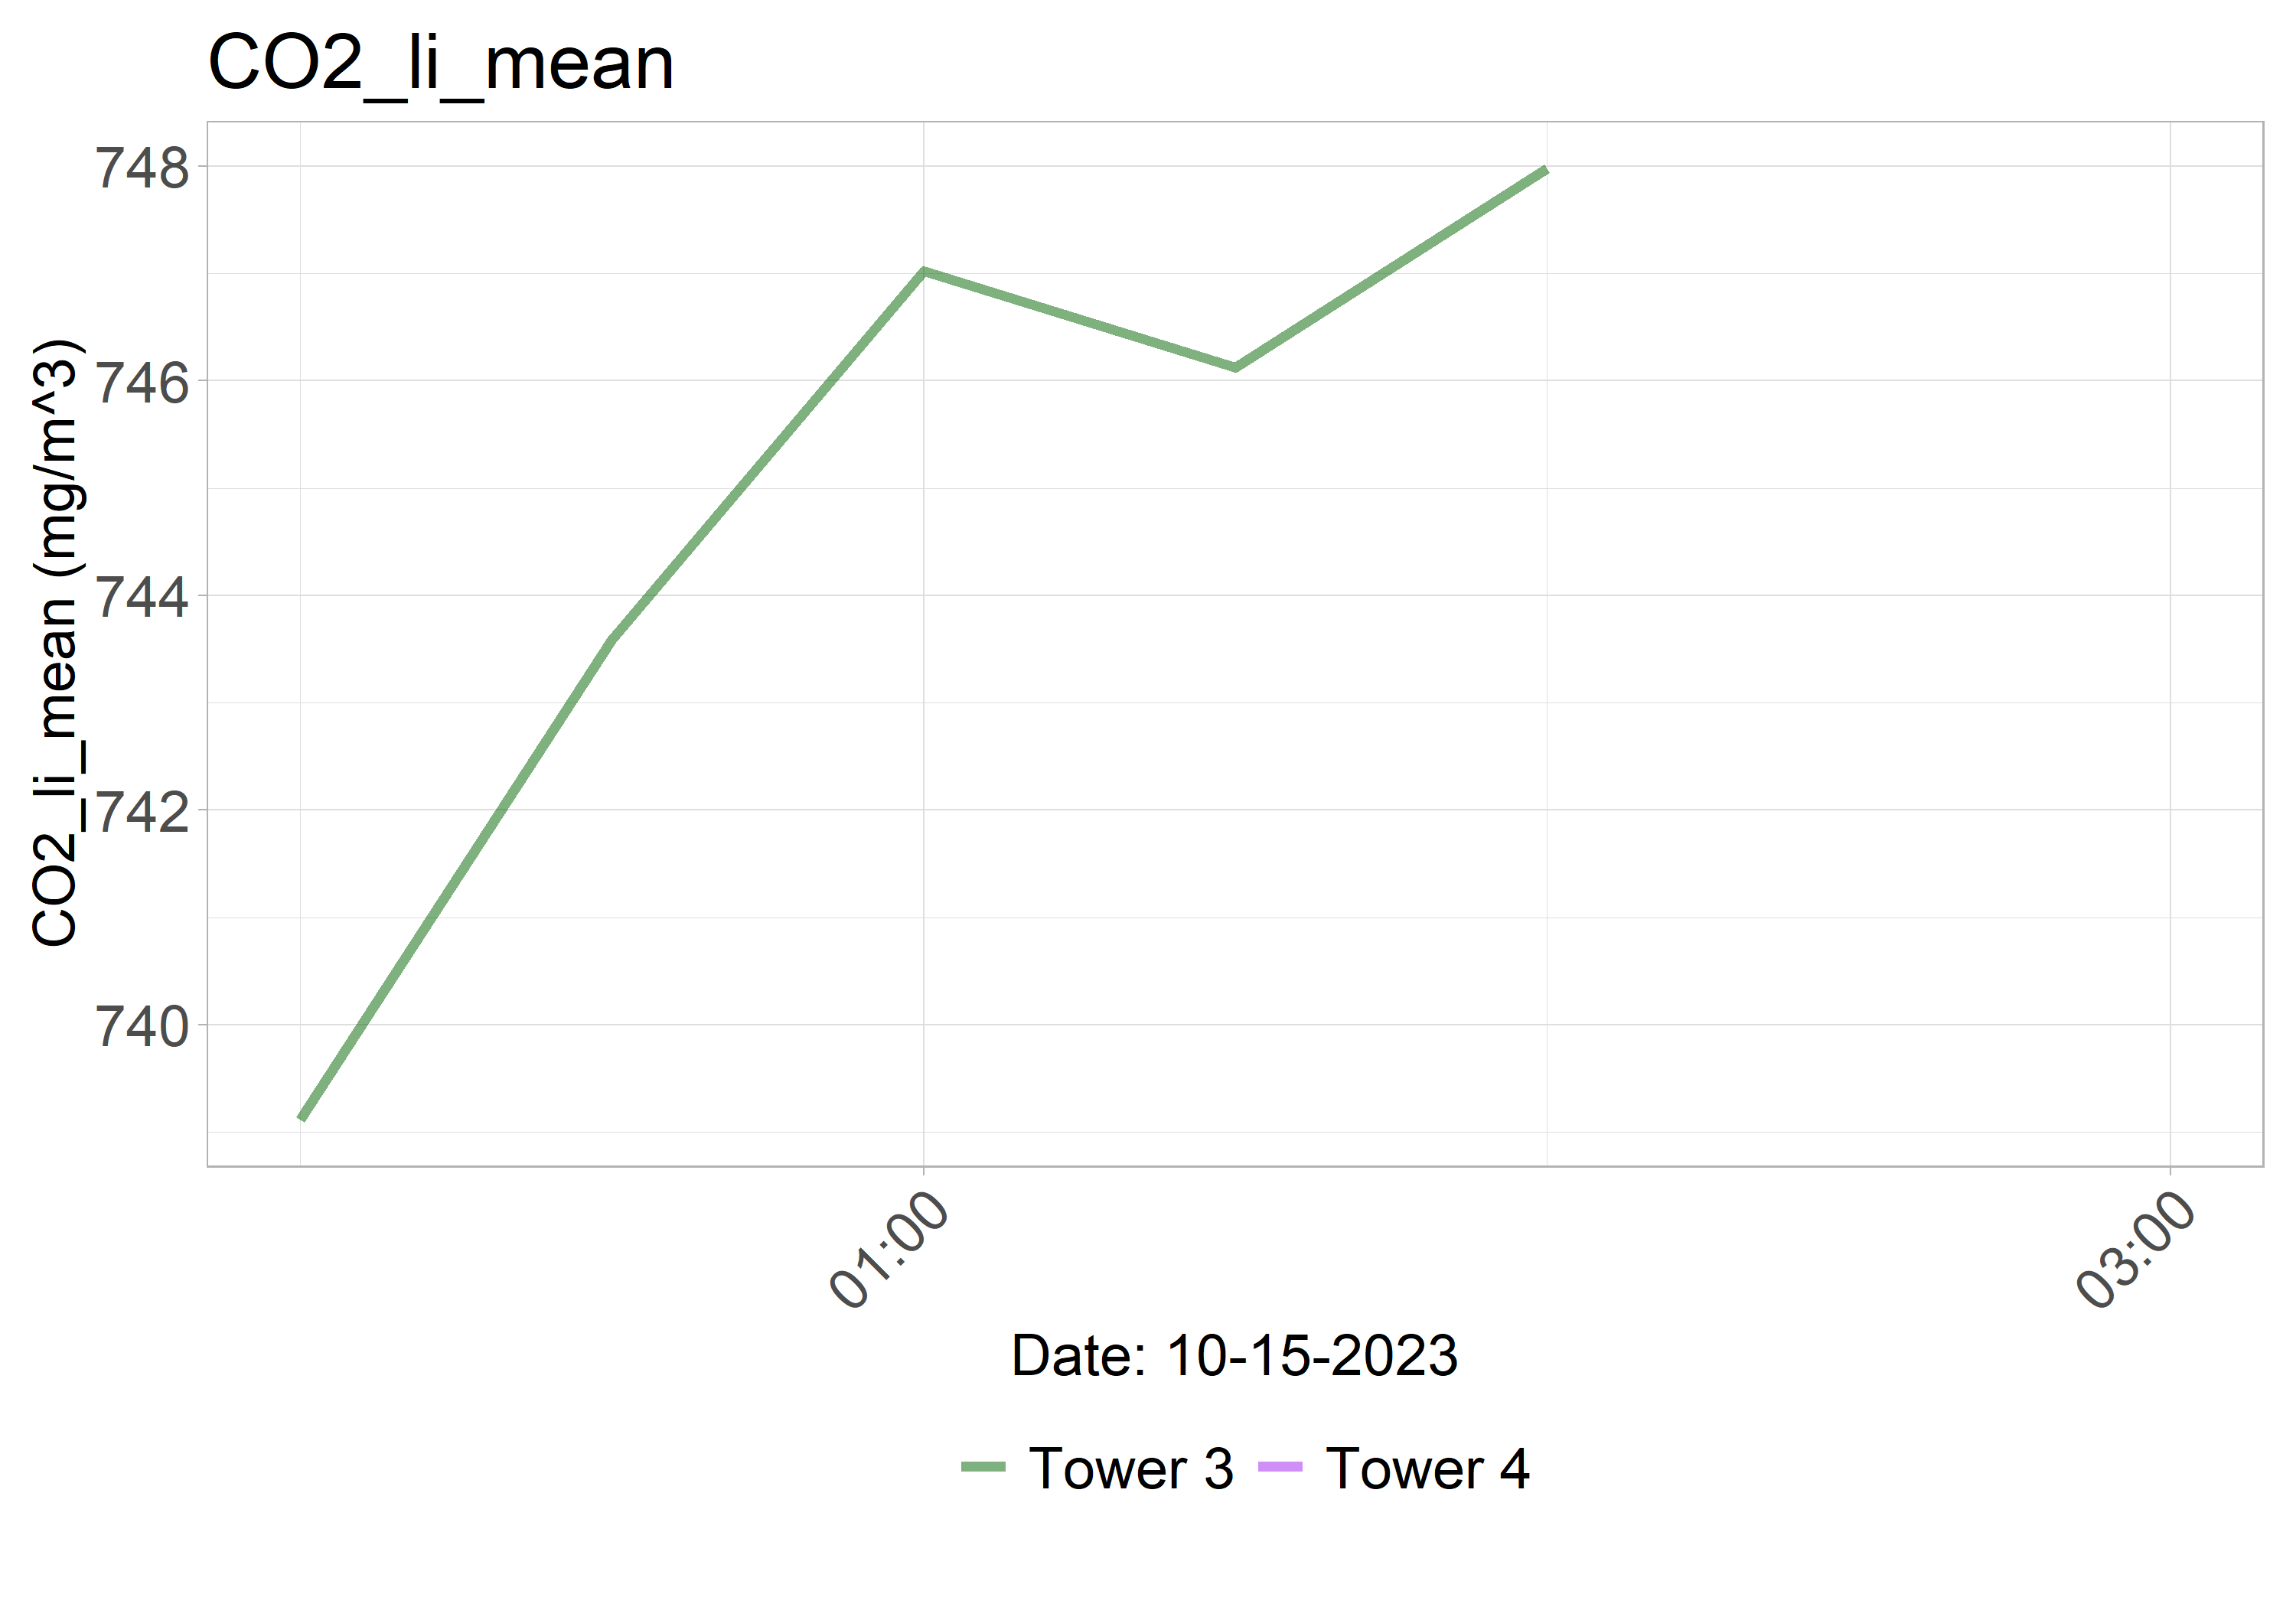 CO2_li_mean
CO2_li_mean (mg/m^3)
748
746
744
742
740
01:00
03:00
Date: 10-15-2023
Tower 3 Tower 4